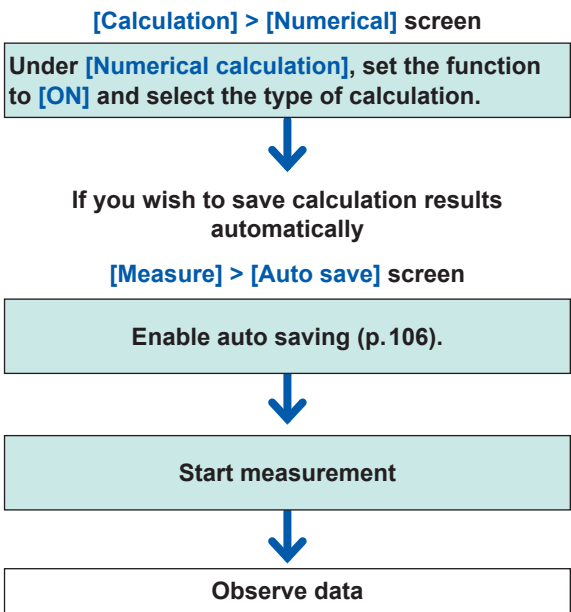 [Calculation] > [Numerical] screen
Under [Numerical calculation], set the function
to [ON] and select the type of calculation.
If you wish to save calculation results
automatically
[Measure] > [Auto save] screen
Enable auto saving (p. 106).
Start measurement
Observe data